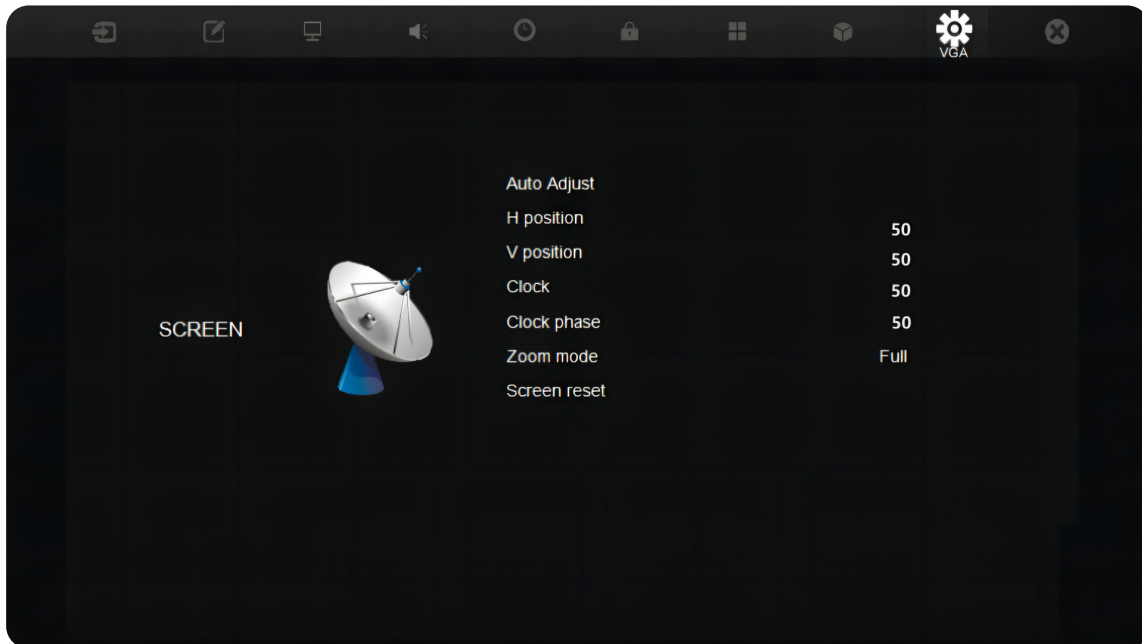 VGA
Auto Adjust
H position 50
V position 50
Clock 50
SCREEN
Clock phase 50
Zoom mode Full
Screen reset